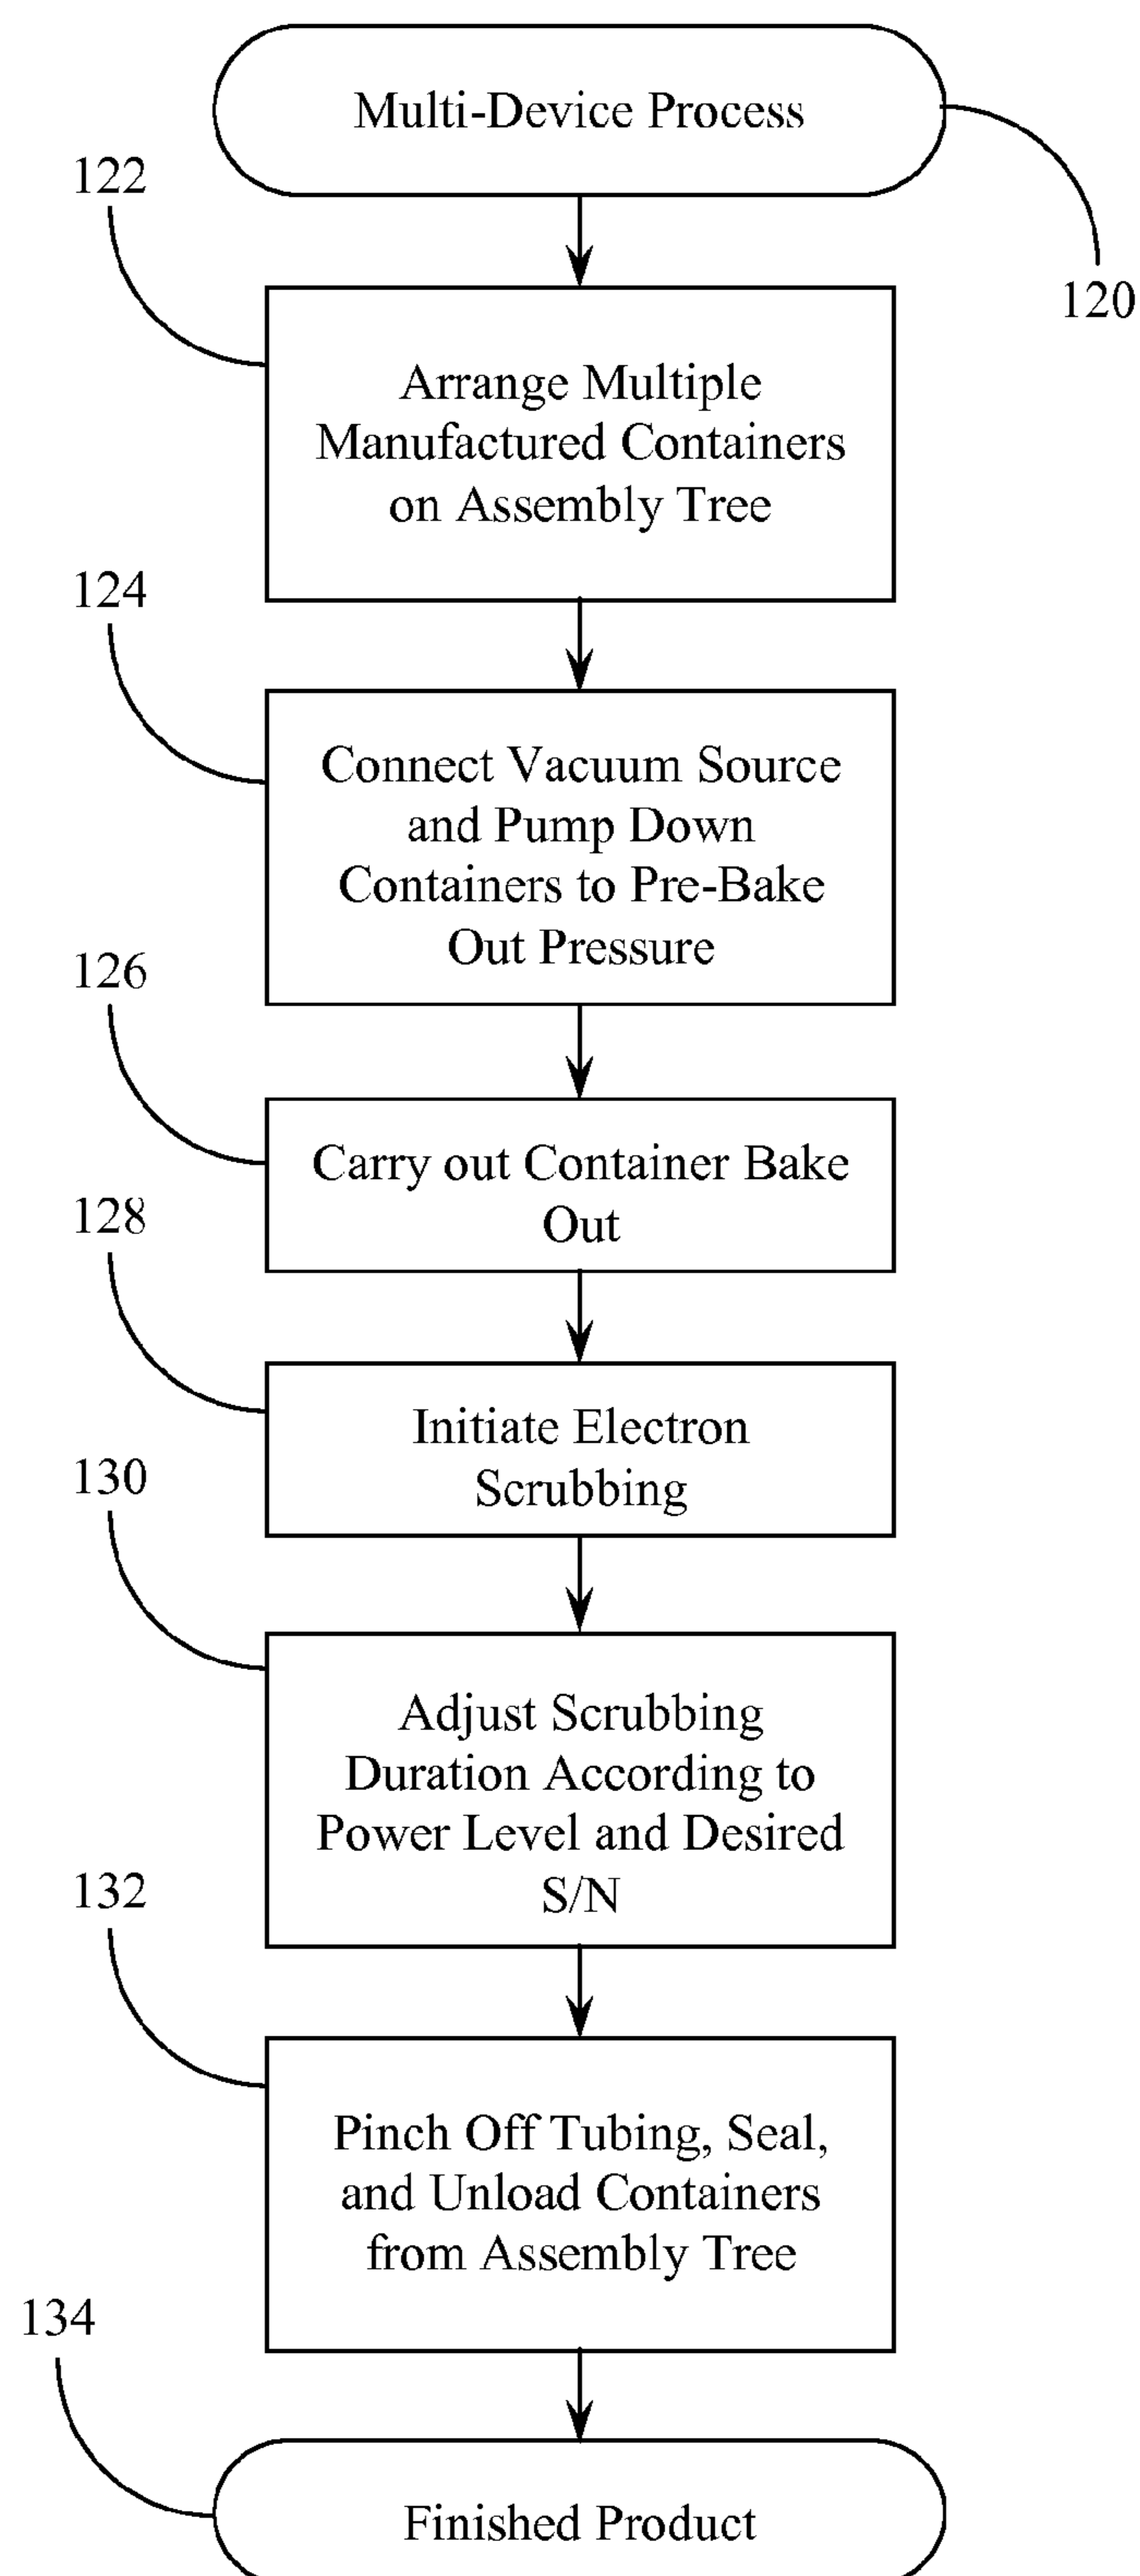 Multi-Device Process
122
120
Arrange Multiple
Manufactured Containers
on Assembly Tree
124
Connect Vacuum Source
and Pump Down
Containers to Pre-Bake
Out Pressure
126
Carry out Container Bake
Out
128
Initiate Electron
Scrubbing
130
Adjust Scrubbing
Duration According to
Power Level and Desired
S/N
132
Pinch Off Tubing, Seal,
and Unload Containers
from Assembly Tree
134
Finished Product